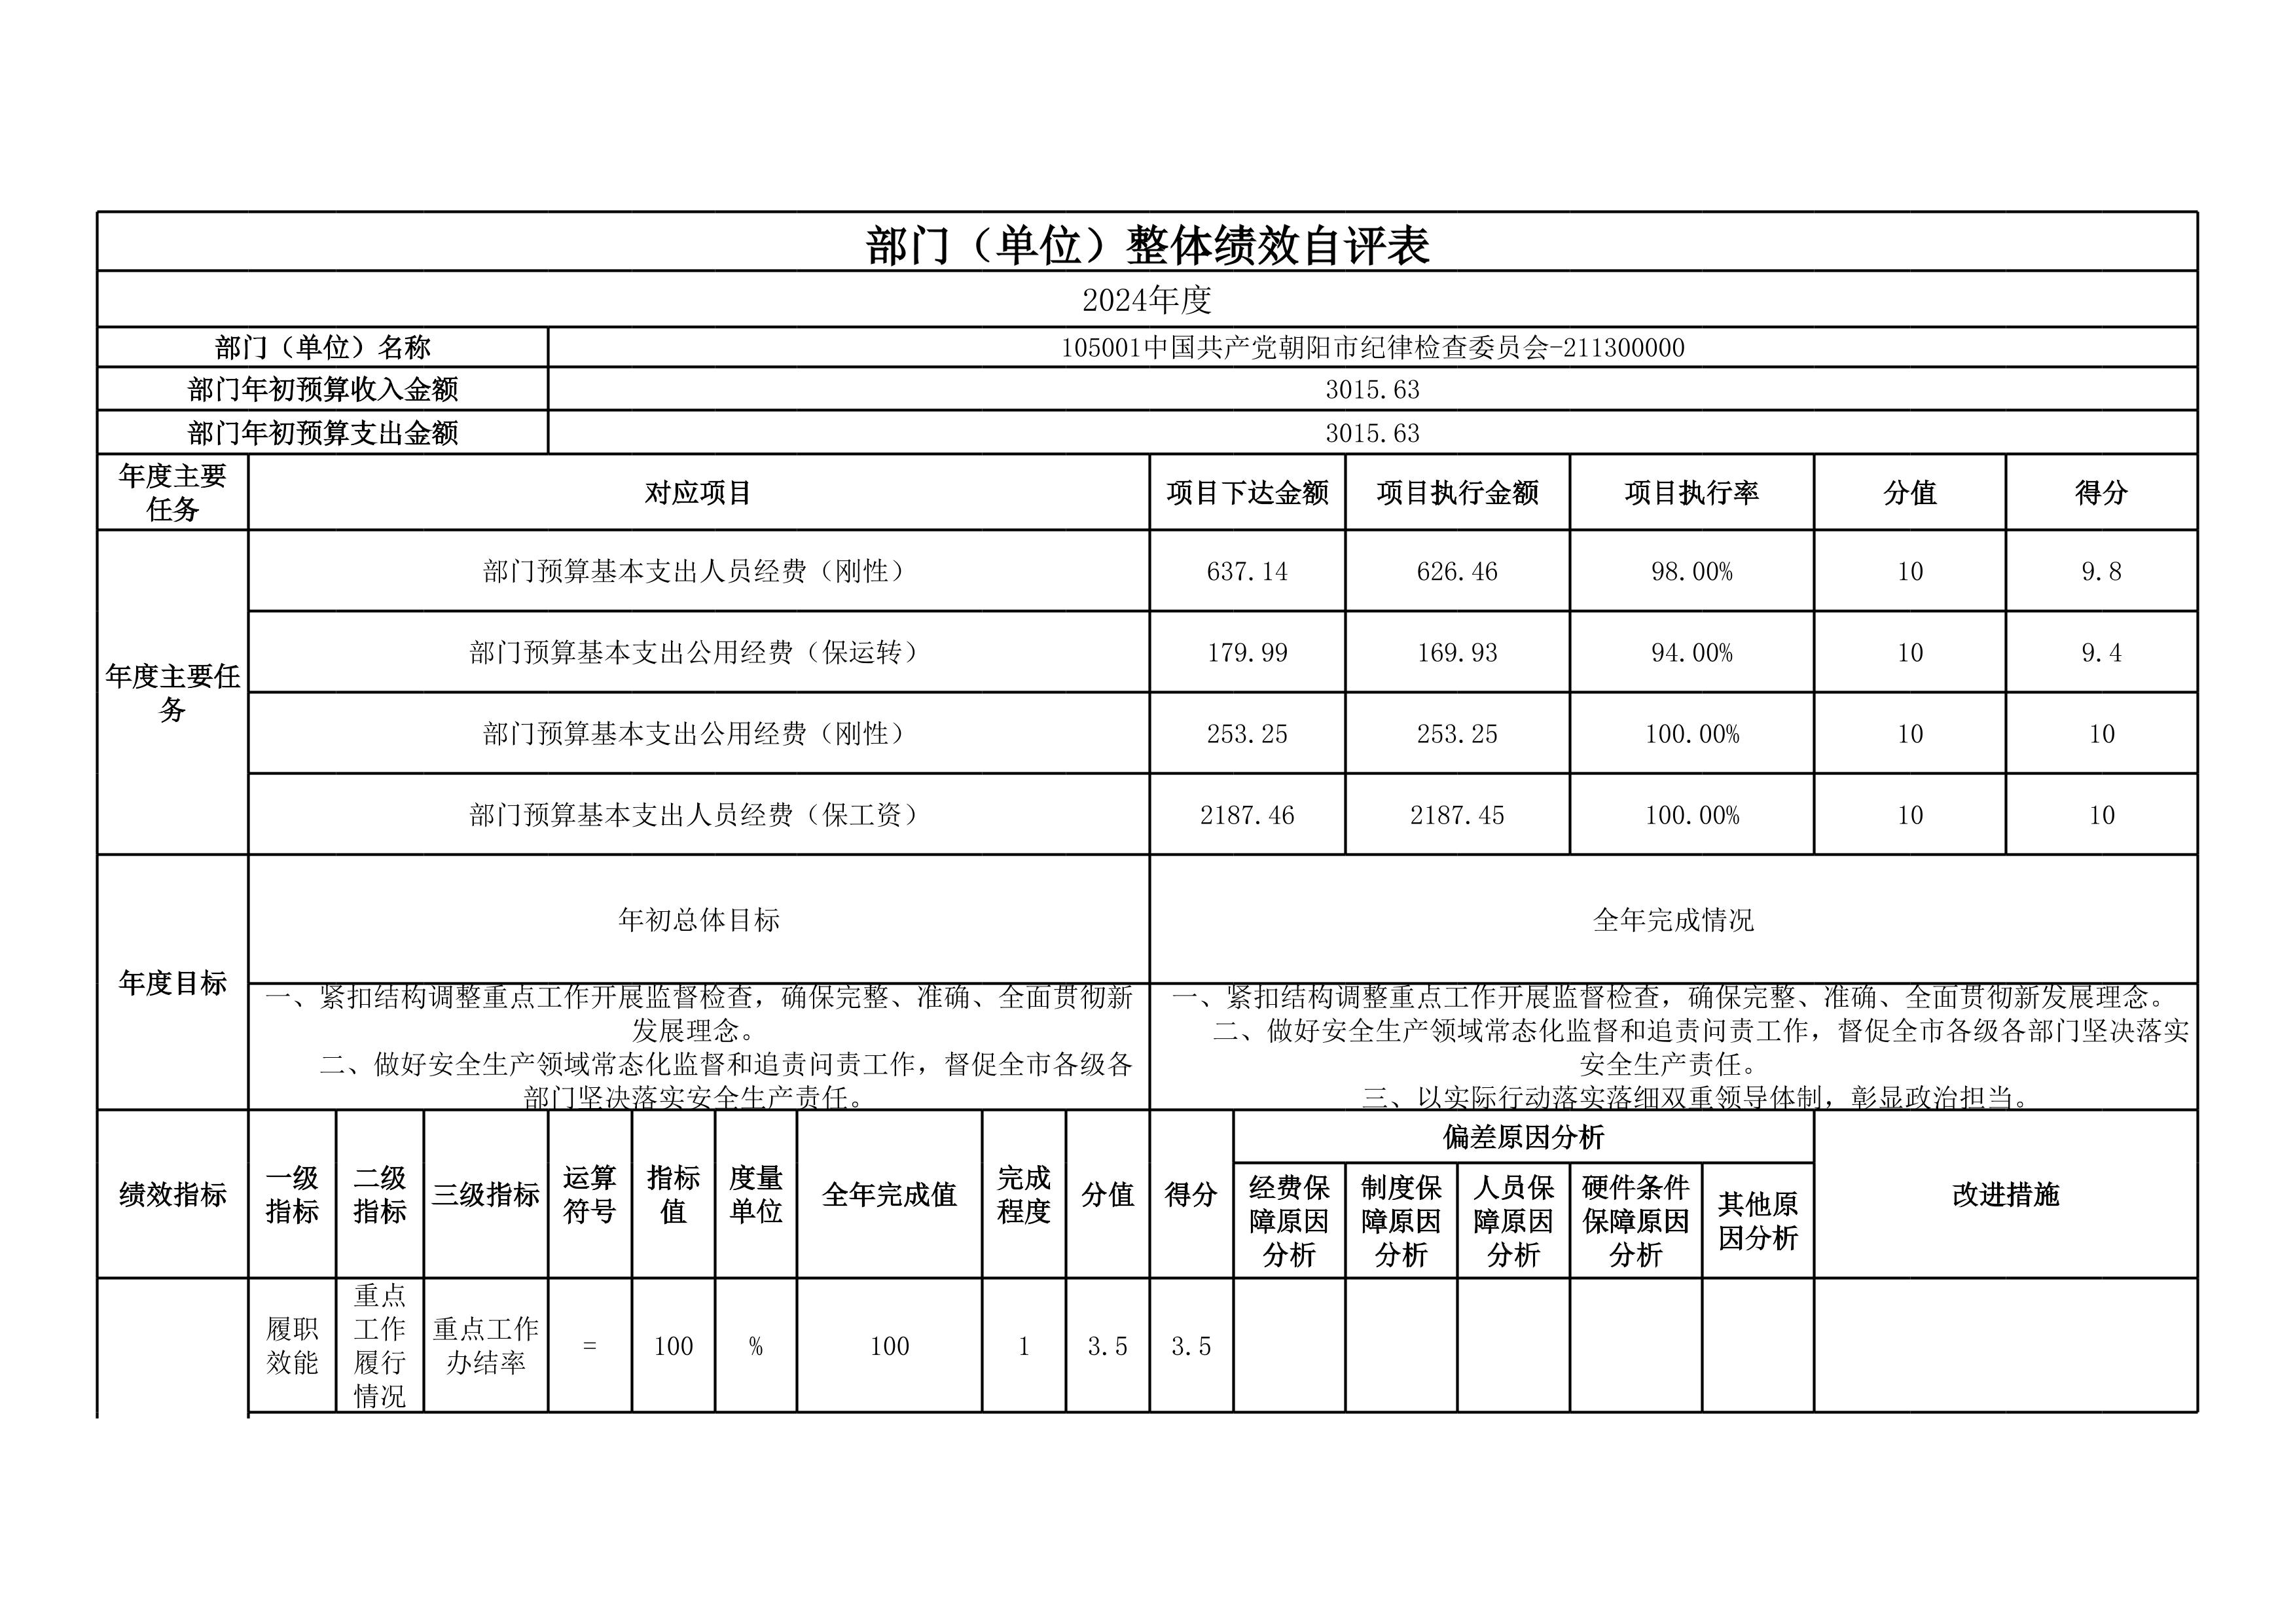 部门（单位）整体绩效自评表
2024年度
部门（单位）名称 105001中国共产党朝阳市纪律检查委员会-211300000
部门年初预算收入金额 3015.63
部门年初预算支出金额 3015.63
年度主要
任务
对应项目 项目下达金额 项目执行金额 项目执行率 分值 得分
年度主要任
务
部门预算基本支出人员经费（刚性） 637.14 626.46 98.00% 10 9.8
部门预算基本支出公用经费（保运转） 179.99 169.93 94.00% 10 9.4
部门预算基本支出公用经费（刚性） 253.25 253.25 100.00% 10 10
部门预算基本支出人员经费（保工资） 2187.46 2187.45 100.00% 10 10
年度目标
年初总体目标 全年完成情况
一、紧扣结构调整重点工作开展监督检查，确保完整、准确、全面贯彻新
发展理念。
二、做好安全生产领域常态化监督和追责问责工作，督促全市各级各
部门坚决落实安全生产责任。
一、紧扣结构调整重点工作开展监督检查，确保完整、准确、全面贯彻新发展理念。
二、做好安全生产领域常态化监督和追责问责工作，督促全市各级各部门坚决落实
安全生产责任。
三、以实际行动落实落细双重领导体制，彰显政治担当。
绩效指标
一级
指标
二级
指标
三级指标
运算
符号
指标
值
度量
单位
全年完成值
完成
程度
分值
得分
偏差原因分析
经费保
障原因
分析
制度保
障原因
分析
人员保
障原因
分析
硬件条件
保障原因
分析
其他原
因分析
改进措施
履职
效能
重点
工作
履行
情况
重点工作
办结率
= 100 % 100 1 3.5 3.5